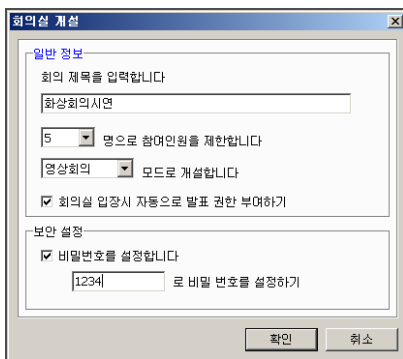 회의실 개설
일반 정보
회의 제목을 입력합니다
화상회의시연
5 명으로 참여인원을 제한합니다
영상회의 모드로 개설합니다
회의실 입장시 자동으로 발표 권한 부여하기
보안 설정
비밀번호를 설정합니다
1234 로 비밀 번호를 설정하기
확인 취소